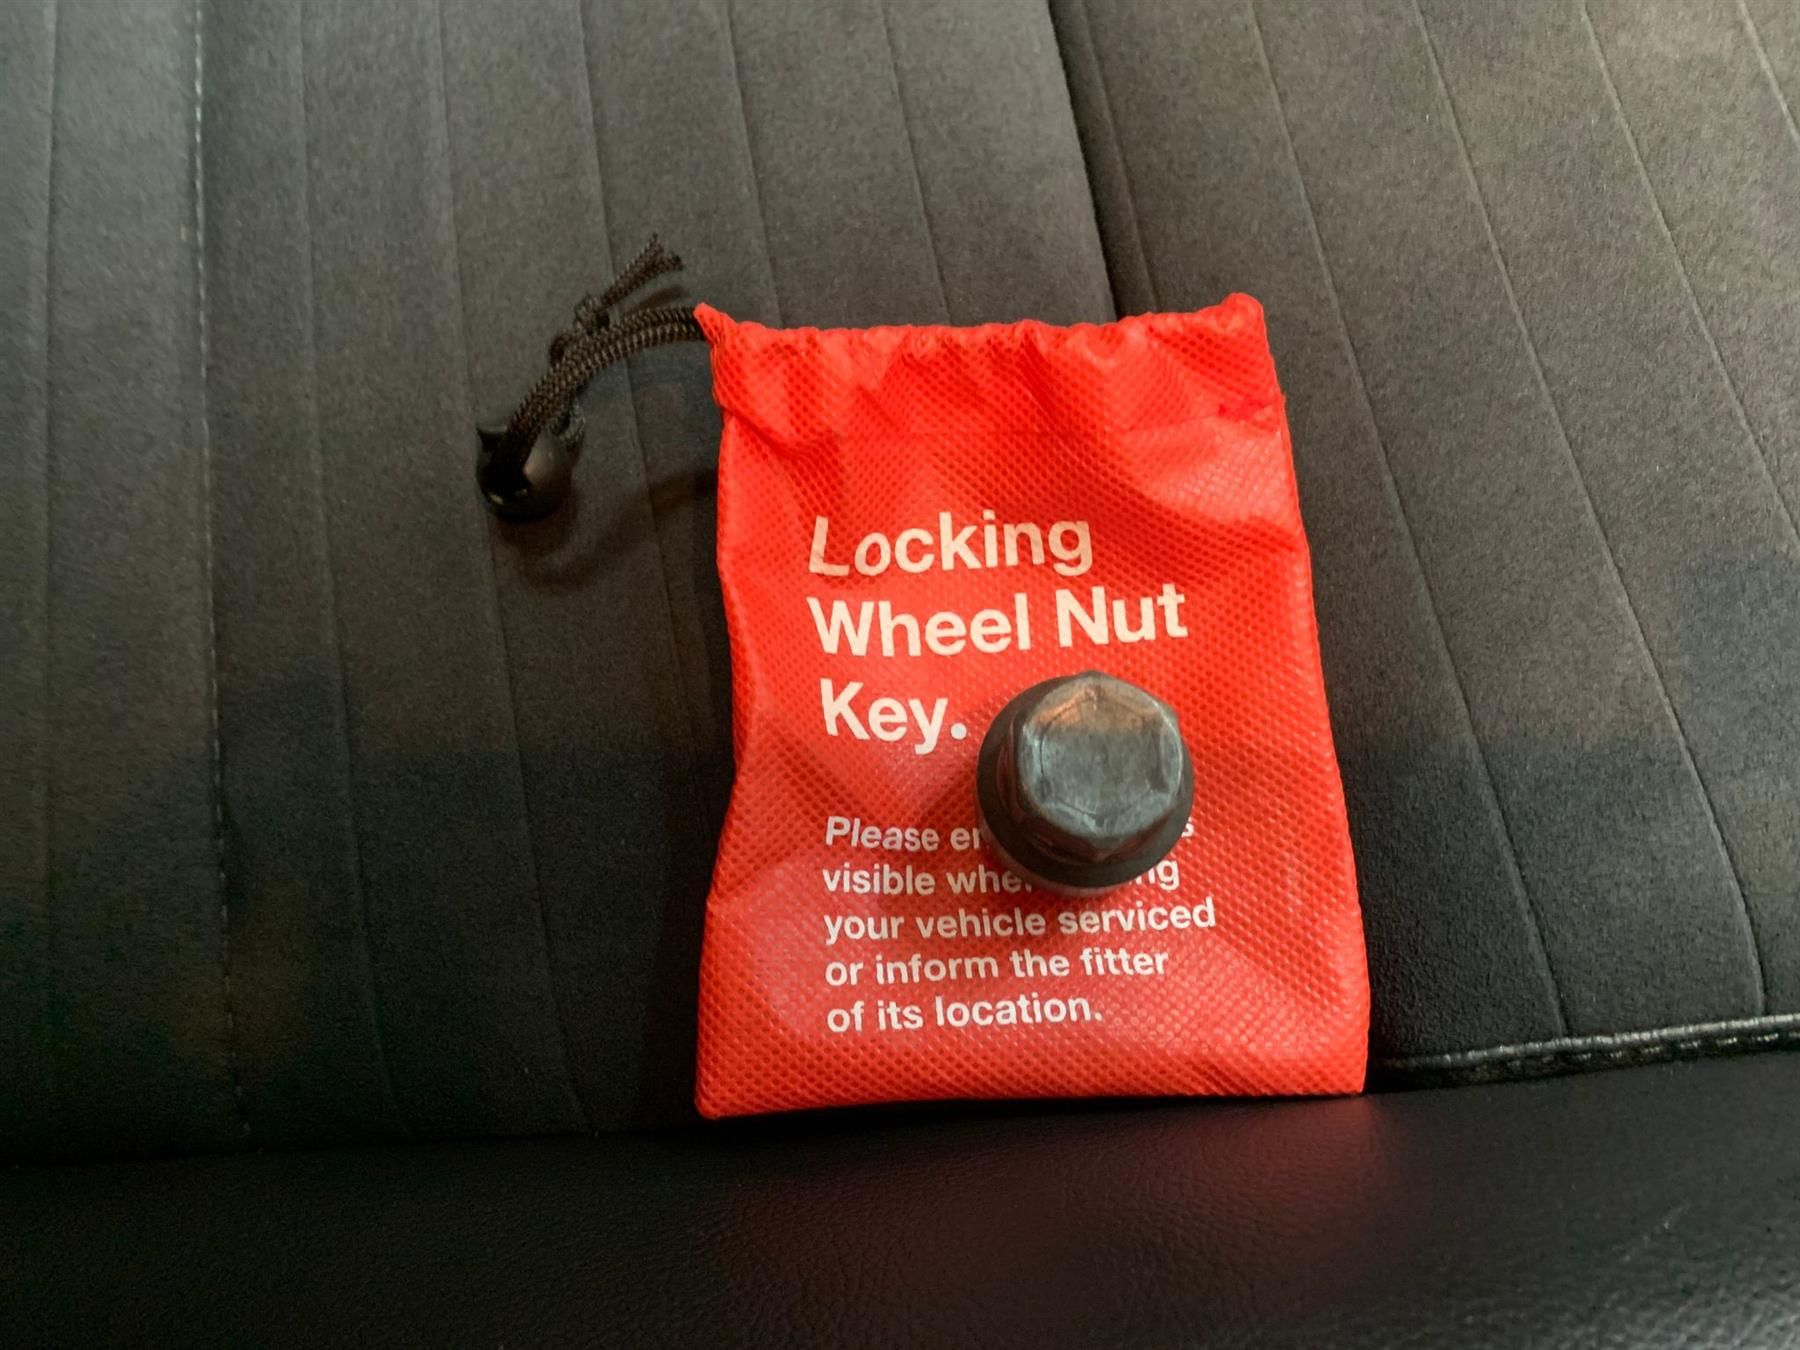 Locking
Wheel Nut
Key.
Please
visible
your vehicle serviced
or inform the fitter
of its location.